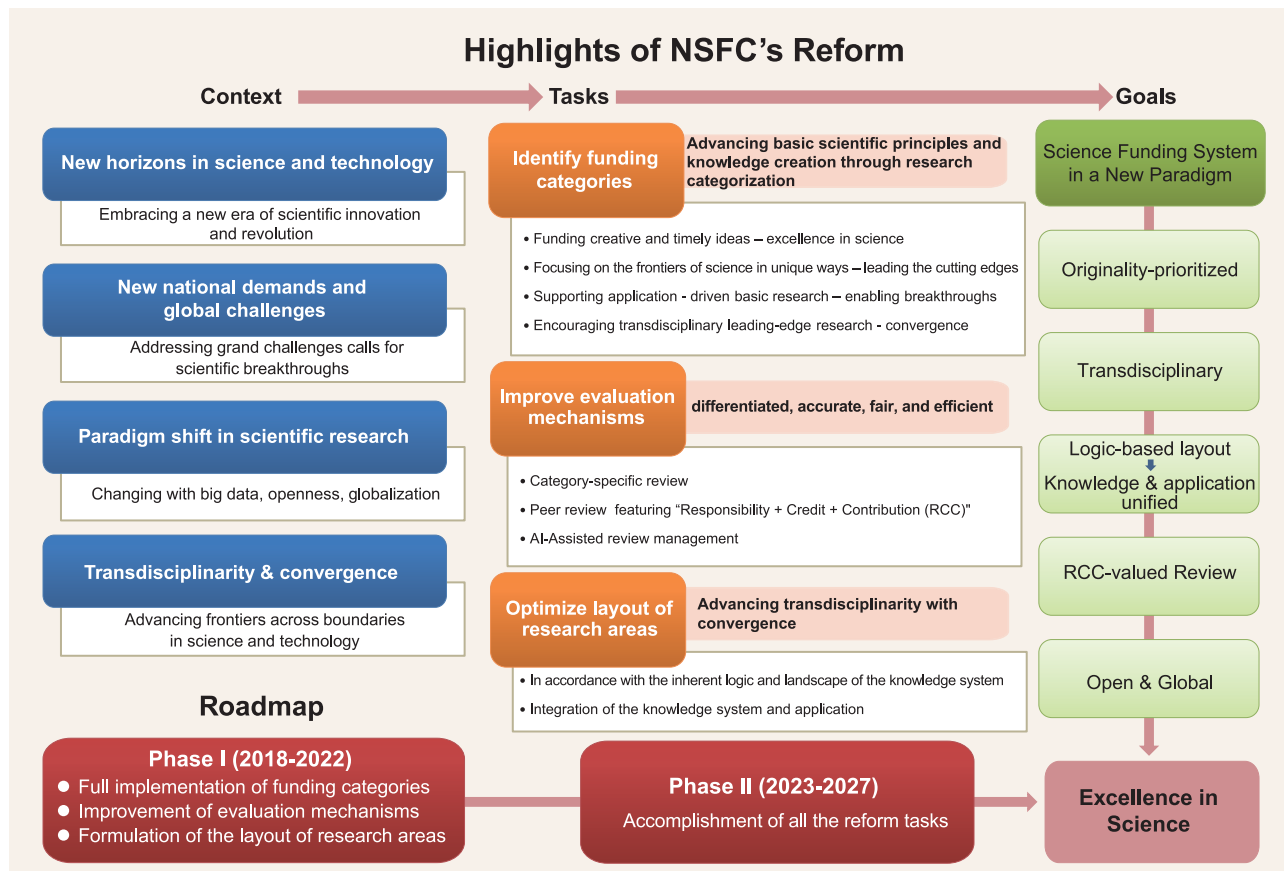 Highlights of NSFC's Reform
Context
Tasks
Goals
New horizons in science and technology
Embracing a new era of scientific innovation
and revolution
New national demands and
global challenges
Addressing grand challenges calls for
scientific breakthroughs
Paradigm shift in scientific research
Changing with big data, openness, globalization
Transdisciplinarity & convergence
Advancing frontiers across boundaries
in science and technology
Identify funding
categories
Advancing basic scientific principles and
knowledge creation through research
categorization
• Funding creative and timely ideas – excellence in science
• Focusing on the frontiers of science in unique ways – leading the cutting edges
• Supporting application - driven basic research – enabling breakthroughs
• Encouraging transdisciplinary leading-edge research - convergence
Improve evaluation
mechanisms
differentiated, accurate, fair, and efficient
• Category-specific review
• Peer review featuring “Responsibility + Credit + Contribution (RCC)"
• AI-Assisted review management
Optimize layout of
research areas
Advancing transdisciplinarity with
convergence
• In accordance with the inherent logic and landscape of the knowledge system
• Integration of the knowledge system and application
Science Funding System
in a New Paradigm
Originality-prioritized
Transdisciplinary
Logic-based layout
Knowledge & application
unified
RCC-valued Review
Open & Global
Roadmap
Phase I (2018-2022)
● Full implementation of funding categories
● Improvement of evaluation mechanisms
● Formulation of the layout of research areas
Phase II (2023-2027)
Accomplishment of all the reform tasks
Excellence in
Science